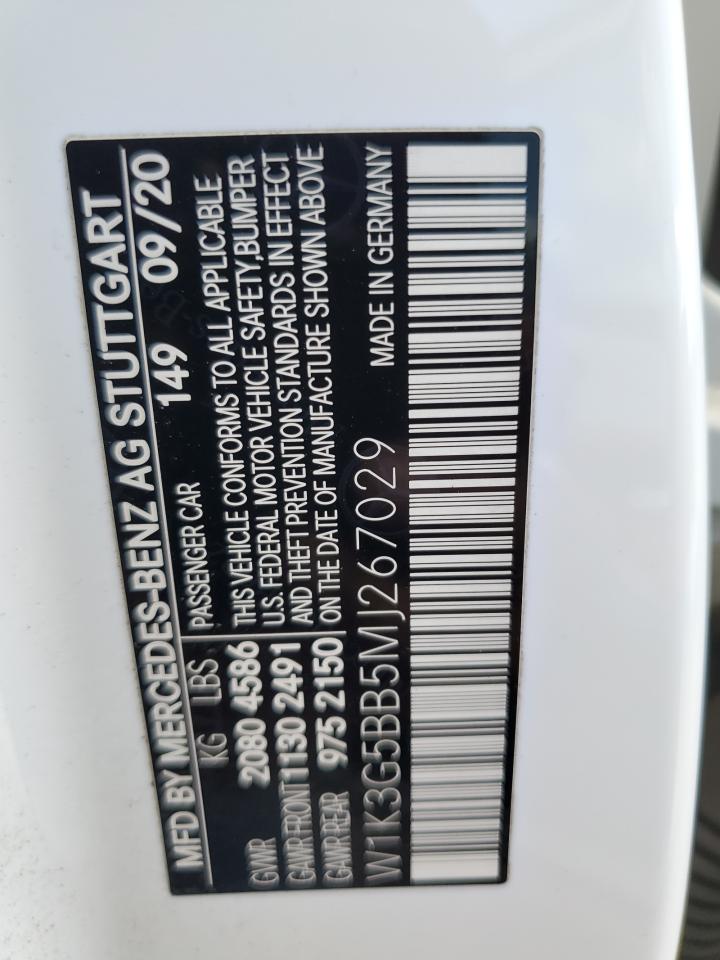 MFD BY MERCEDES-BENZ AG STUTTGART
149 09/20
KG LBS
GWR 2080 4586
GAWR FRONT 1130 2491
GAWR REAR 975 2150
PASSENGER CAR
THIS VEHICLE CONFORMS TO ALL APPLICABLE
U.S. FEDERAL MOTOR VEHICLE SAFETY,BUMPER
AND THEFT PREVENTION STANDARDS IN EFFECT
ON THE DATE OF MANUFACTURE SHOWN ABOVE
W1K3G5BB5MJ267029 MADE IN GERMANY